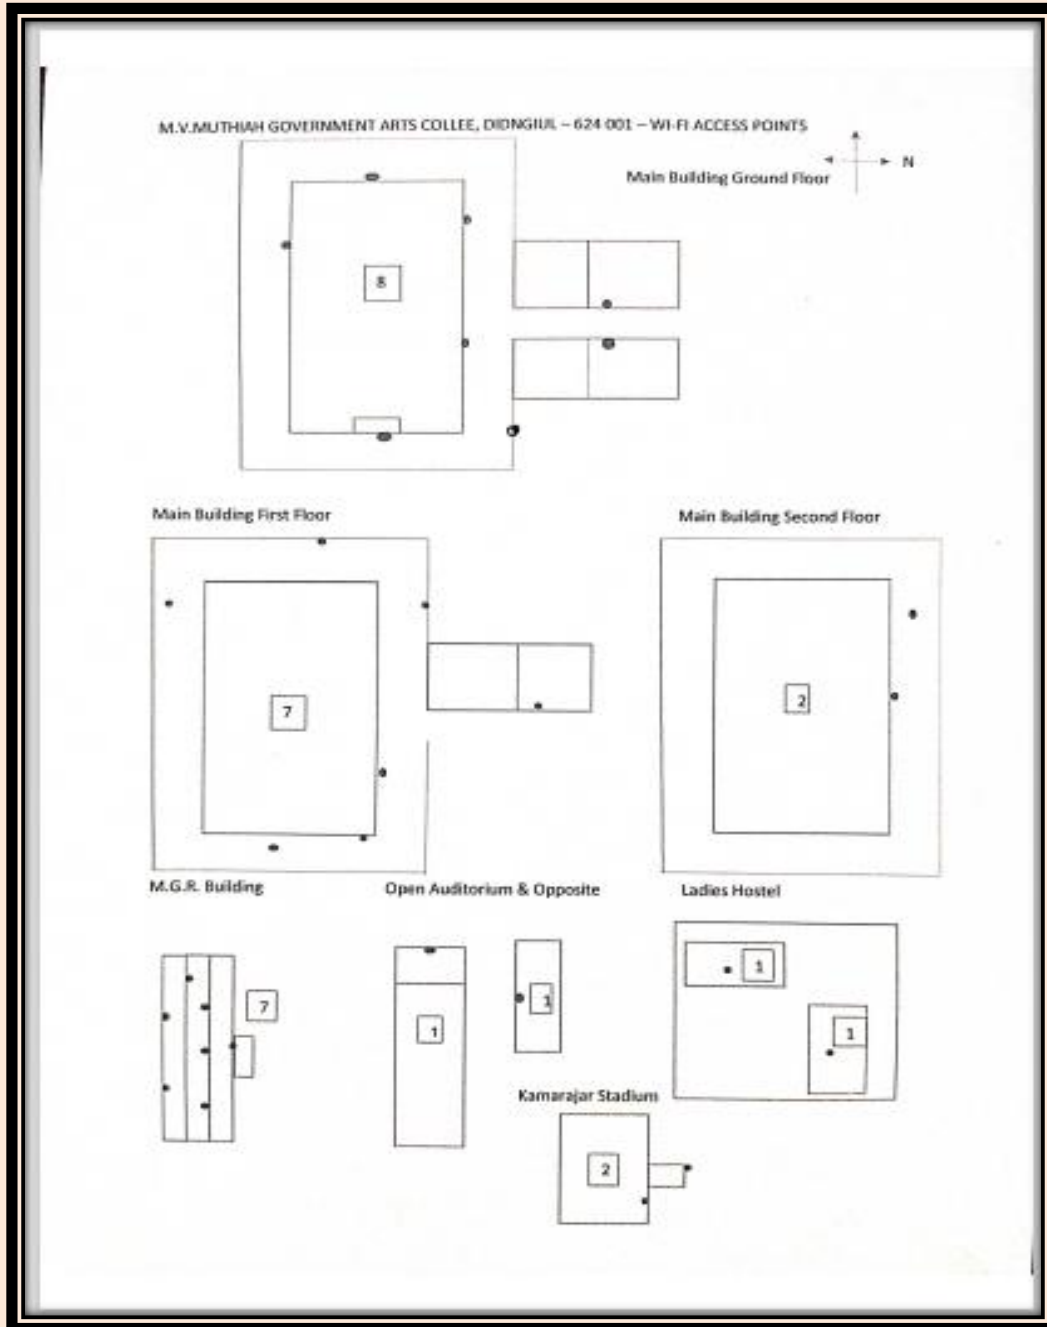 M.V.MUTHIAH GOVERNMENT ARTS COLLEE, DIDNGIUL – 624 001 – WI-FI ACCESS POINTS
N
Main Building Ground Floor
8
Main Building First Floor
Main Building Second Floor
7
2
M.G.R. Building
Open Auditorium & Opposite
Ladies Hostel
7
1
1
1
1
Kamarajar Stadium
2